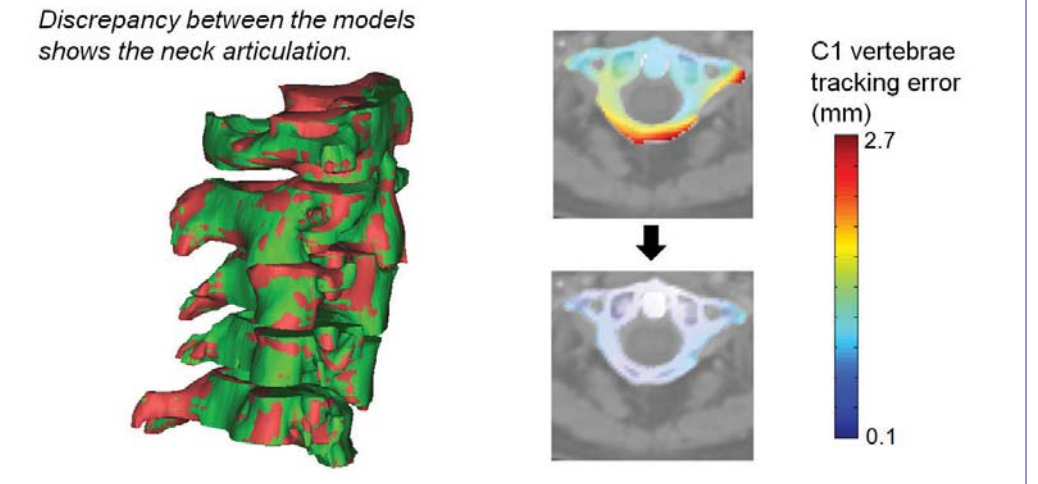 Discrepancy between the models
shows the neck articulation.
C1 vertebrae
tracking error
(mm)
2.7
0.1